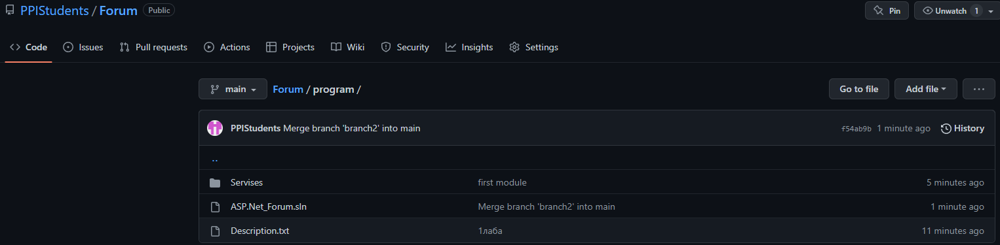 PPIStudents / Forum Public Pin Unwatch 1
Code Issues Pull requests Actions Projects Wiki Security Insights Settings
main Forum / program / Go to file Add file ...
PPIStudents Merge branch 'branch2' into main f54ab9b 1 minute ago History
..
Servises first module 5 minutes ago
ASP.Net_Forum.sln Merge branch 'branch2' into main 1 minute ago
Description.txt 1лаба 11 minutes ago